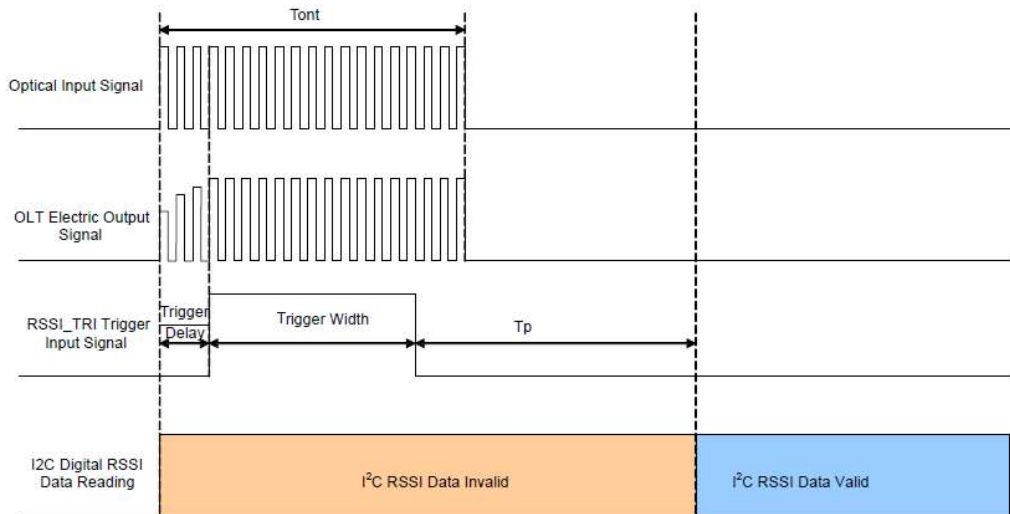 Tont
Optical Input Signal
OLT Electric Output
Signal
RSSI_TRI Trigger
Input Signal
Trigger
Delay
Trigger Width
Tp
I2C Digital RSSI
Data Reading
I²C RSSI Data Invalid
I²C RSSI Data Valid